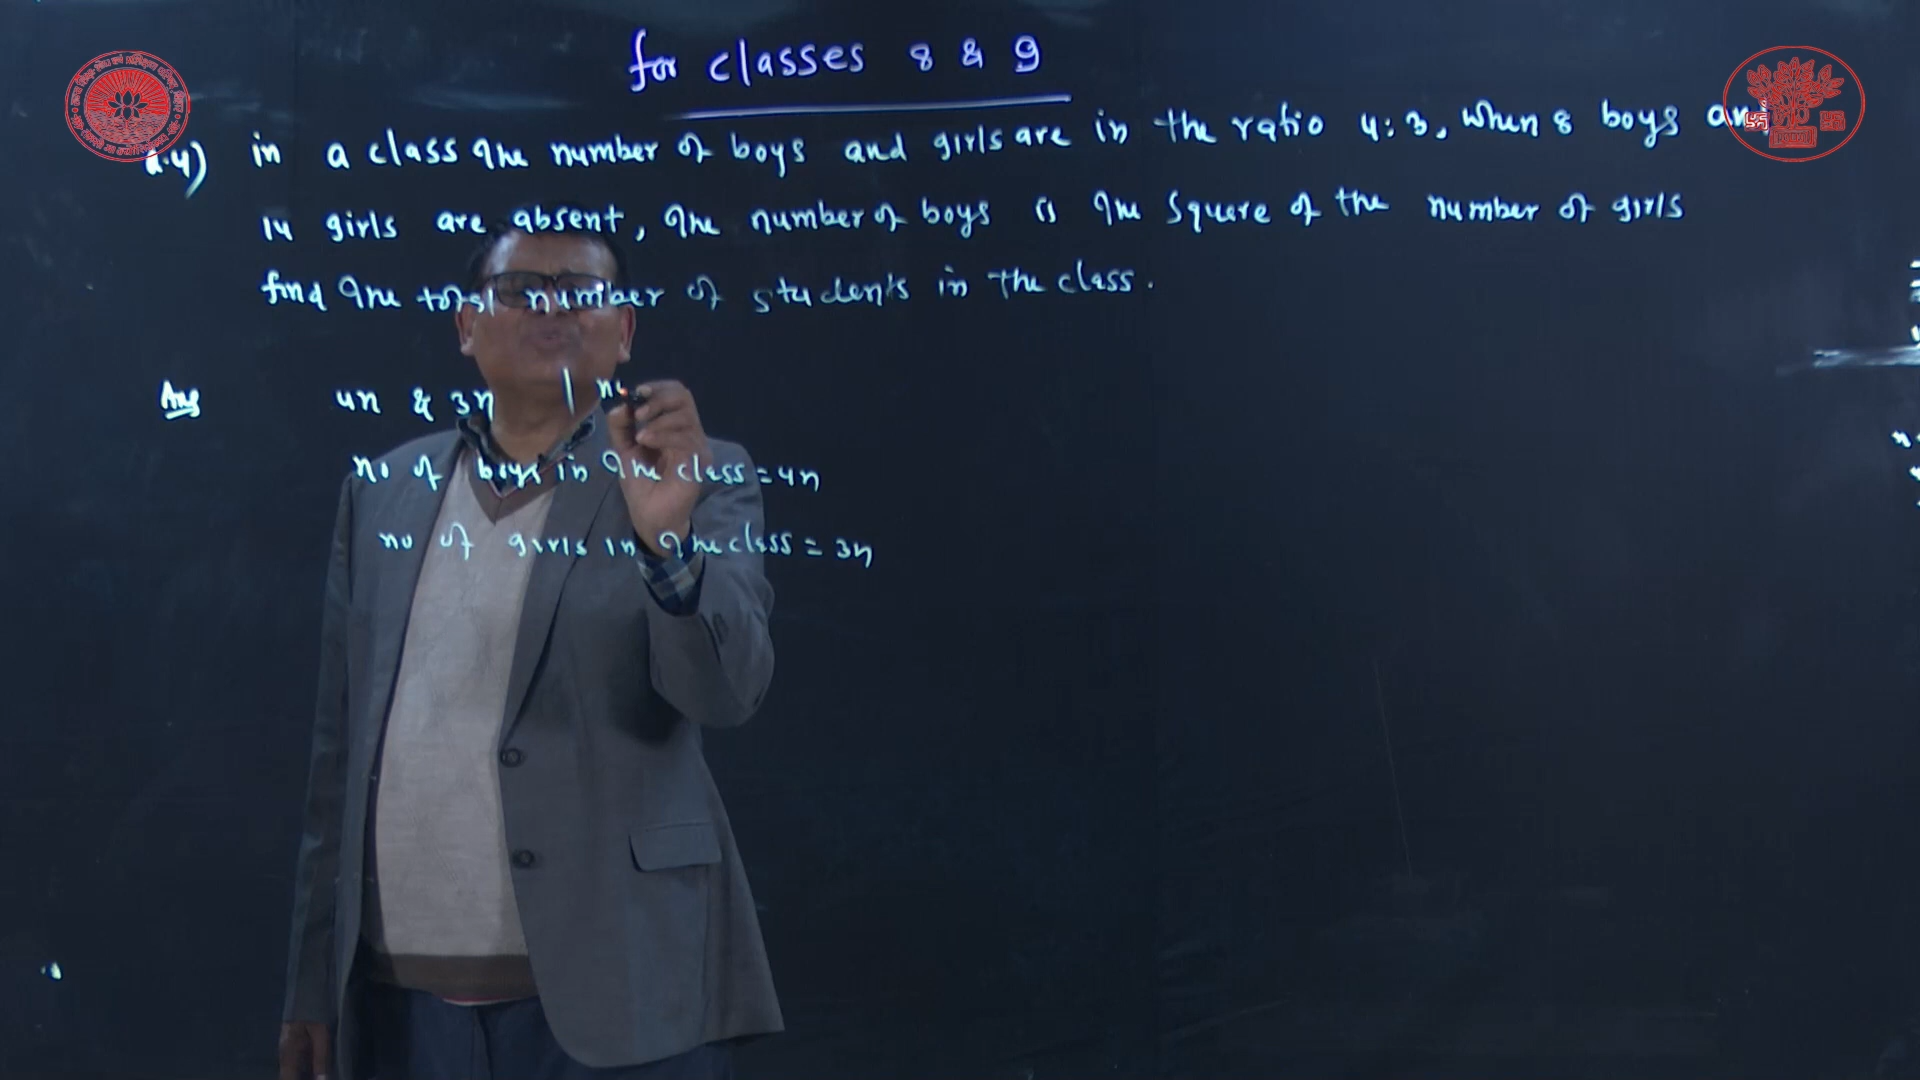 for classes 8 & 9
Q.4) in a class the number of boys and girls are in the ratio 4:3, when 8 boys and
14 girls are absent, the number of boys is the square of the number of girls
find the total number of students in the class.
Ans 4n & 3n |
no of boys in the class = 4n
no of girls in the class = 3n